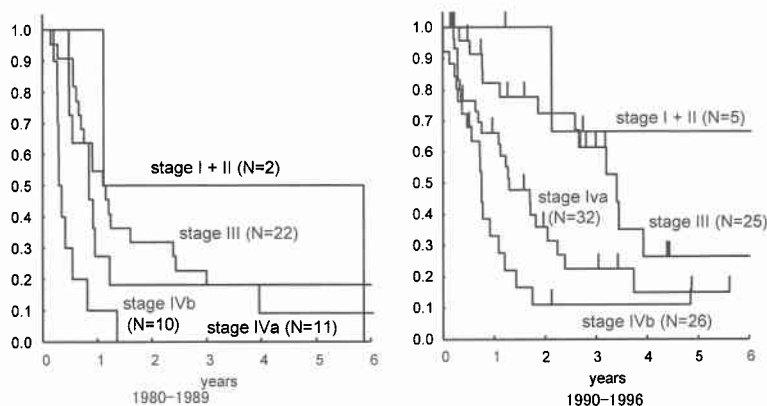 1.0
0.9
0.8
0.7
0.6
0.5
0.4
0.3
0.2
0.1
0.0
stage I + II (N=2)
stage III (N=22)
stage IVb
(N=10)
stage IVa (N=11)
0 1 2 3 4 5 6
years
1980-1989
1.0
0.9
0.8
0.7
0.6
0.5
0.4
0.3
0.2
0.1
0.0
stage I + II (N=5)
stage Iva
(N=32)
stage III (N=25)
stage IVb (N=26)
0 1 2 3 4 5 6
years
1990-1996